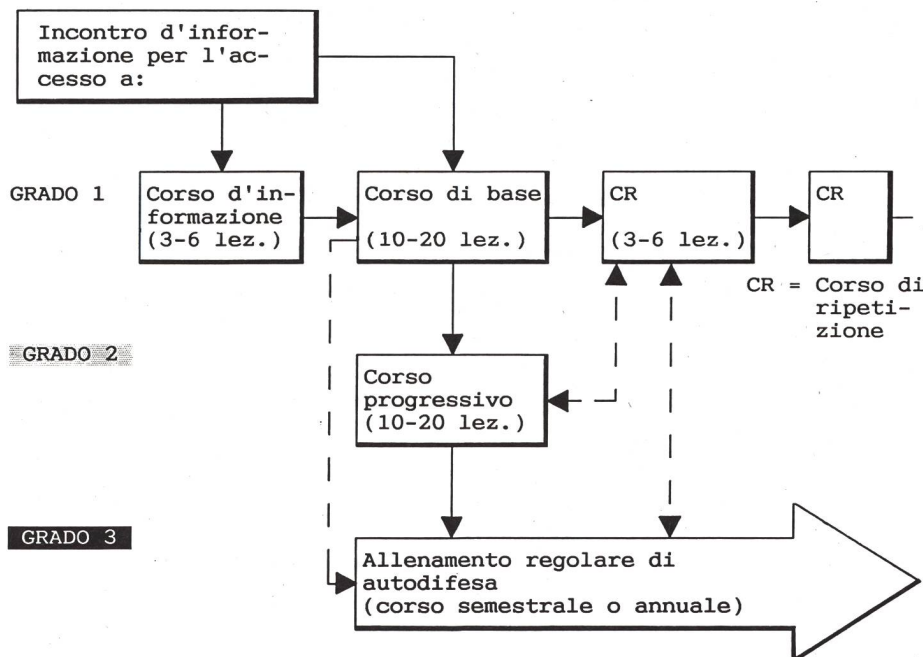 Incontro d'infor-
mazione per l'ac-
cesso a:
GRADO 1
Corso d'in-
formazione
(3-6 lez.)
Corso di base
(10-20 lez.)
CR
(3-6 lez.)
CR
CR = Corso di
ripeti-
zione
GRADO 2
Corso
progressivo
(10-20 lez.)
GRADO 3
Allenamento regolare di
autodifesa
(corso semestrale o annuale)